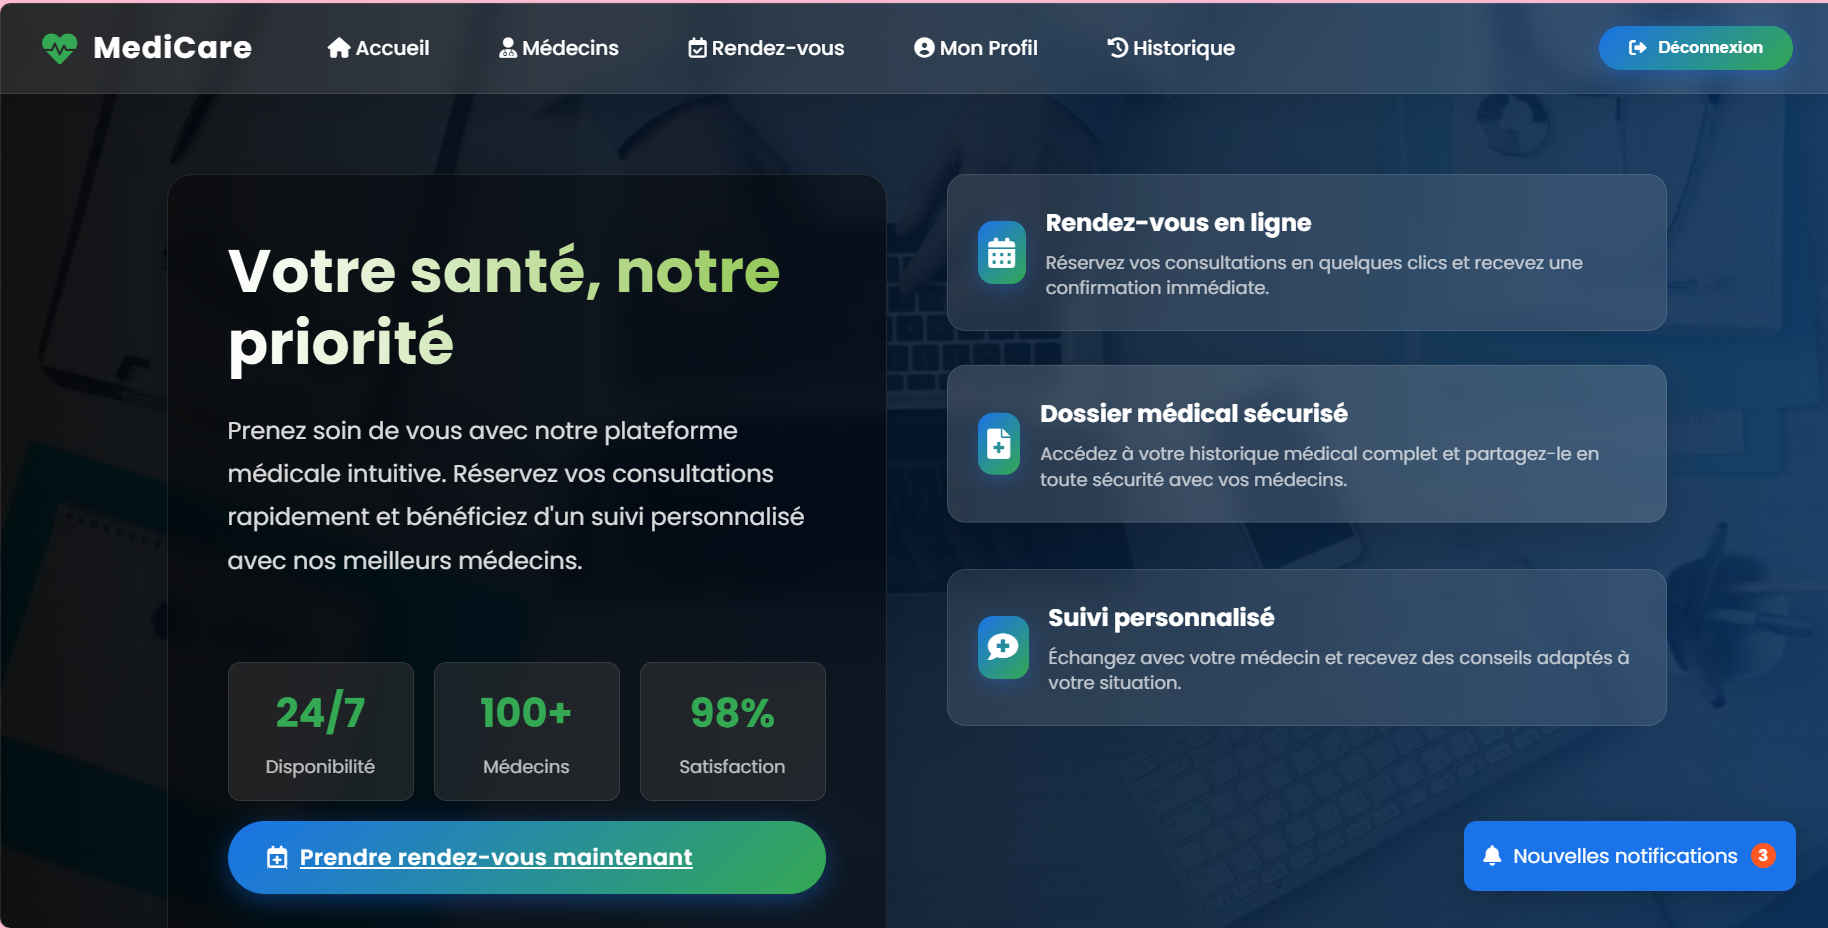 MediCare
Accueil
Médecins
Rendez-vous
Mon Profil
Historique
Déconnexion
Votre santé, notre
priorité
Prenez soin de vous avec notre plateforme
médicale intuitive. Réservez vos consultations
rapidement et bénéficiez d'un suivi personnalisé
avec nos meilleurs médecins.
24/7
Disponibilité
100+
Médecins
98%
Satisfaction
Prendre rendez-vous maintenant
Rendez-vous en ligne
Réservez vos consultations en quelques clics et recevez une
confirmation immédiate.
Dossier médical sécurisé
Accédez à votre historique médical complet et partagez-le en
toute sécurité avec vos médecins.
Suivi personnalisé
Échangez avec votre médecin et recevez des conseils adaptés à
votre situation.
Nouvelles notifications 3